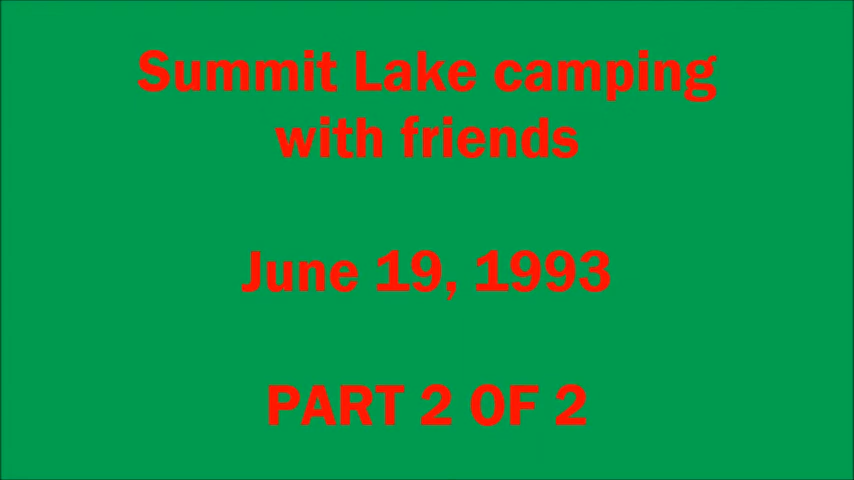 Summit Lake camping
with friends
June 19, 1993
PART 2 OF 2